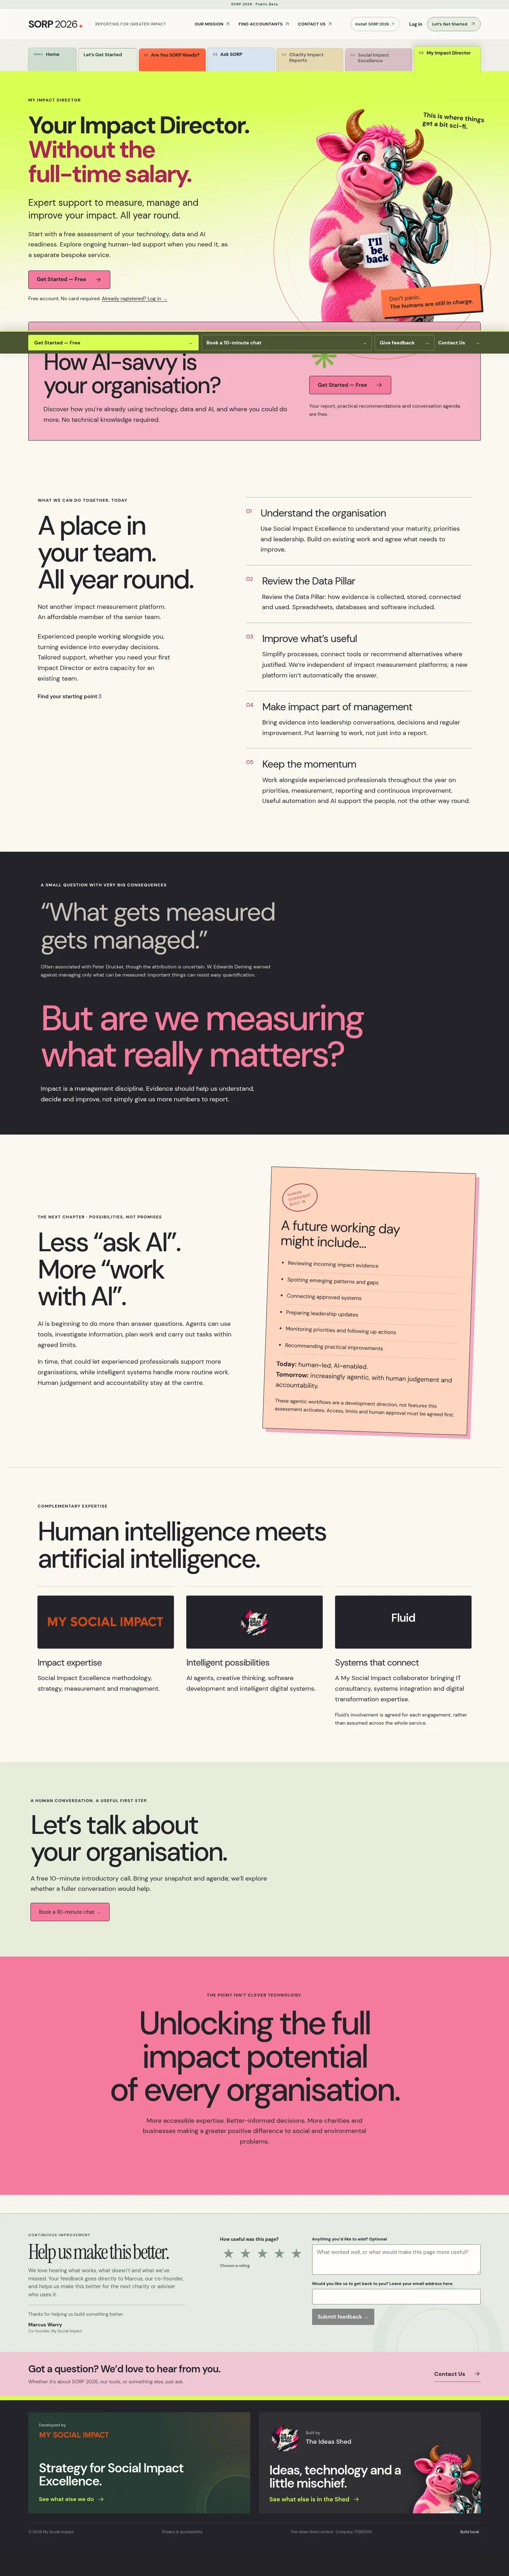 SORP 2026 · Public Beta
SORP 2026.
REPORTING FOR GREATER IMPACT
OUR MISSION ↗
FIND ACCOUNTANTS ↗
CONTACT US ↗
Install SORP 2026 ↗
Log in
Let's Get Started ↗
Home
Let's Get Started
Are You SORP Ready?
Ask SORP
Charity Impact
Reports
Social Impact
Excellence
My Impact Director
MY IMPACT DIRECTOR
Your Impact Director.
Without the
full-time salary.
Expert support to measure, manage and
improve your impact. All year round.
Start with a free assessment of your technology, data and AI
readiness. Explore ongoing human-led support when you need it, as
a separate bespoke service.
Get Started — Free →
Free account. No card required. Already registered? Log in →
This is where things
get a bit sci-fi.
I'll
be
back
Don't panic.
The humans are still in charge.
Get Started — Free →
Book a 10-minute chat →
Give feedback →
Contact Us →
How AI-savvy is
your organisation?
Discover how you're already using technology, data and AI, and where you could do
more. No technical knowledge required.
Get Started — Free →
Your report, practical recommendations and conversation agenda
are free.
WHAT WE CAN DO TOGETHER, TODAY
A place in
your team.
All year round.
Not another impact measurement platform.
An affordable member of the senior team.
Experienced people working alongside you,
turning evidence into everyday decisions.
Tailored support, whether you need your first
Impact Director or extra capacity for an
existing team.
Find your starting point
01 Understand the organisation
Use Social Impact Excellence to understand your maturity, priorities
and leadership. Build on existing work and agree what needs to
improve.
02 Review the Data Pillar
Review the Data Pillar: how evidence is collected, stored, connected
and used. Spreadsheets, databases and software included.
03 Improve what's useful
Simplify processes, connect tools or recommend alternatives where
justified. We're independent of impact measurement platforms; a new
platform isn't automatically the answer.
04 Make impact part of management
Bring evidence into leadership conversations, decisions and regular
improvement. Put learning to work, not just into a report.
05 Keep the momentum
Work alongside experienced professionals throughout the year on
priorities, measurement, reporting and continuous improvement.
Useful automation and AI support the people, not the other way round.
A SMALL QUESTION WITH VERY BIG CONSEQUENCES
“What gets measured
gets managed.”
Often associated with Peter Drucker, though the attribution is uncertain. W. Edwards Deming warned
against managing only what can be measured: important things can resist easy quantification.
But are we measuring
what really matters?
Impact is a management discipline. Evidence should help us understand,
decide and improve, not simply give us more numbers to report.
THE NEXT CHAPTER · POSSIBILITIES, NOT PROMISES
Less “ask AI”.
More “work
with AI”.
AI is beginning to do more than answer questions. Agents can use
tools, investigate information, plan work and carry out tasks within
agreed limits.
In time, that could let experienced professionals support more
organisations, while intelligent systems handle more routine work.
Human judgement and accountability stay at the centre.
HUMAN
OVERSIGHT
BUILT IN
A future working day
might include…
• Reviewing incoming impact evidence
• Spotting emerging patterns and gaps
• Connecting approved systems
• Preparing leadership updates
• Monitoring priorities and following up actions
• Recommending practical improvements
Today: human-led, AI-enabled.
Tomorrow: increasingly agentic, with human judgement and
accountability.
These agentic workflows are a development direction, not features this
assessment activates. Access, limits and human approval must be agreed first.
COMPLEMENTARY EXPERTISE
Human intelligence meets
artificial intelligence.
MY SOCIAL IMPACT
Fluid
Impact expertise
Social Impact Excellence methodology,
strategy, measurement and management.
Intelligent possibilities
AI agents, creative thinking, software
development and intelligent digital systems.
Systems that connect
A My Social Impact collaborator bringing IT
consultancy, systems integration and digital
transformation expertise.
Fluid's involvement is agreed for each engagement, rather
than assumed across the whole service.
A HUMAN CONVERSATION. A USEFUL FIRST STEP.
Let's talk about
your organisation.
A free 10-minute introductory call. Bring your snapshot and agenda; we'll explore
whether a fuller conversation would help.
Book a 10-minute chat →
THE POINT ISN'T CLEVER TECHNOLOGY.
Unlocking the full
impact potential
of every organisation.
More accessible expertise. Better-informed decisions. More charities and
businesses making a greater positive difference to social and environmental
problems.
CONTINUOUS IMPROVEMENT
Help us make this better.
We love hearing what works, what doesn't and what we've
missed. Your feedback goes directly to Marcus, our co-founder,
and helps us make this better for the next charity or adviser
who uses it.
Thanks for helping us build something better.
Marcus Warry
Co-founder, My Social Impact
How useful was this page?
★ ★ ★ ★ ★
Choose a rating
Anything you'd like to add? Optional
What worked well, or what would make this page more useful?
Would you like us to get back to you? Leave your email address here.
Submit feedback →
Got a question? We'd love to hear from you.
Whether it's about SORP 2026, our tools, or something else, just ask.
Contact Us →
Developed by
MY SOCIAL IMPACT
Strategy for Social Impact
Excellence.
See what else we do →
Built by
The Ideas Shed
Ideas, technology and a
little mischief.
See what else is in the Shed →
© 2026 My Social Impact
Privacy & accessibility
The Ideas Shed Limited · Company
Build local